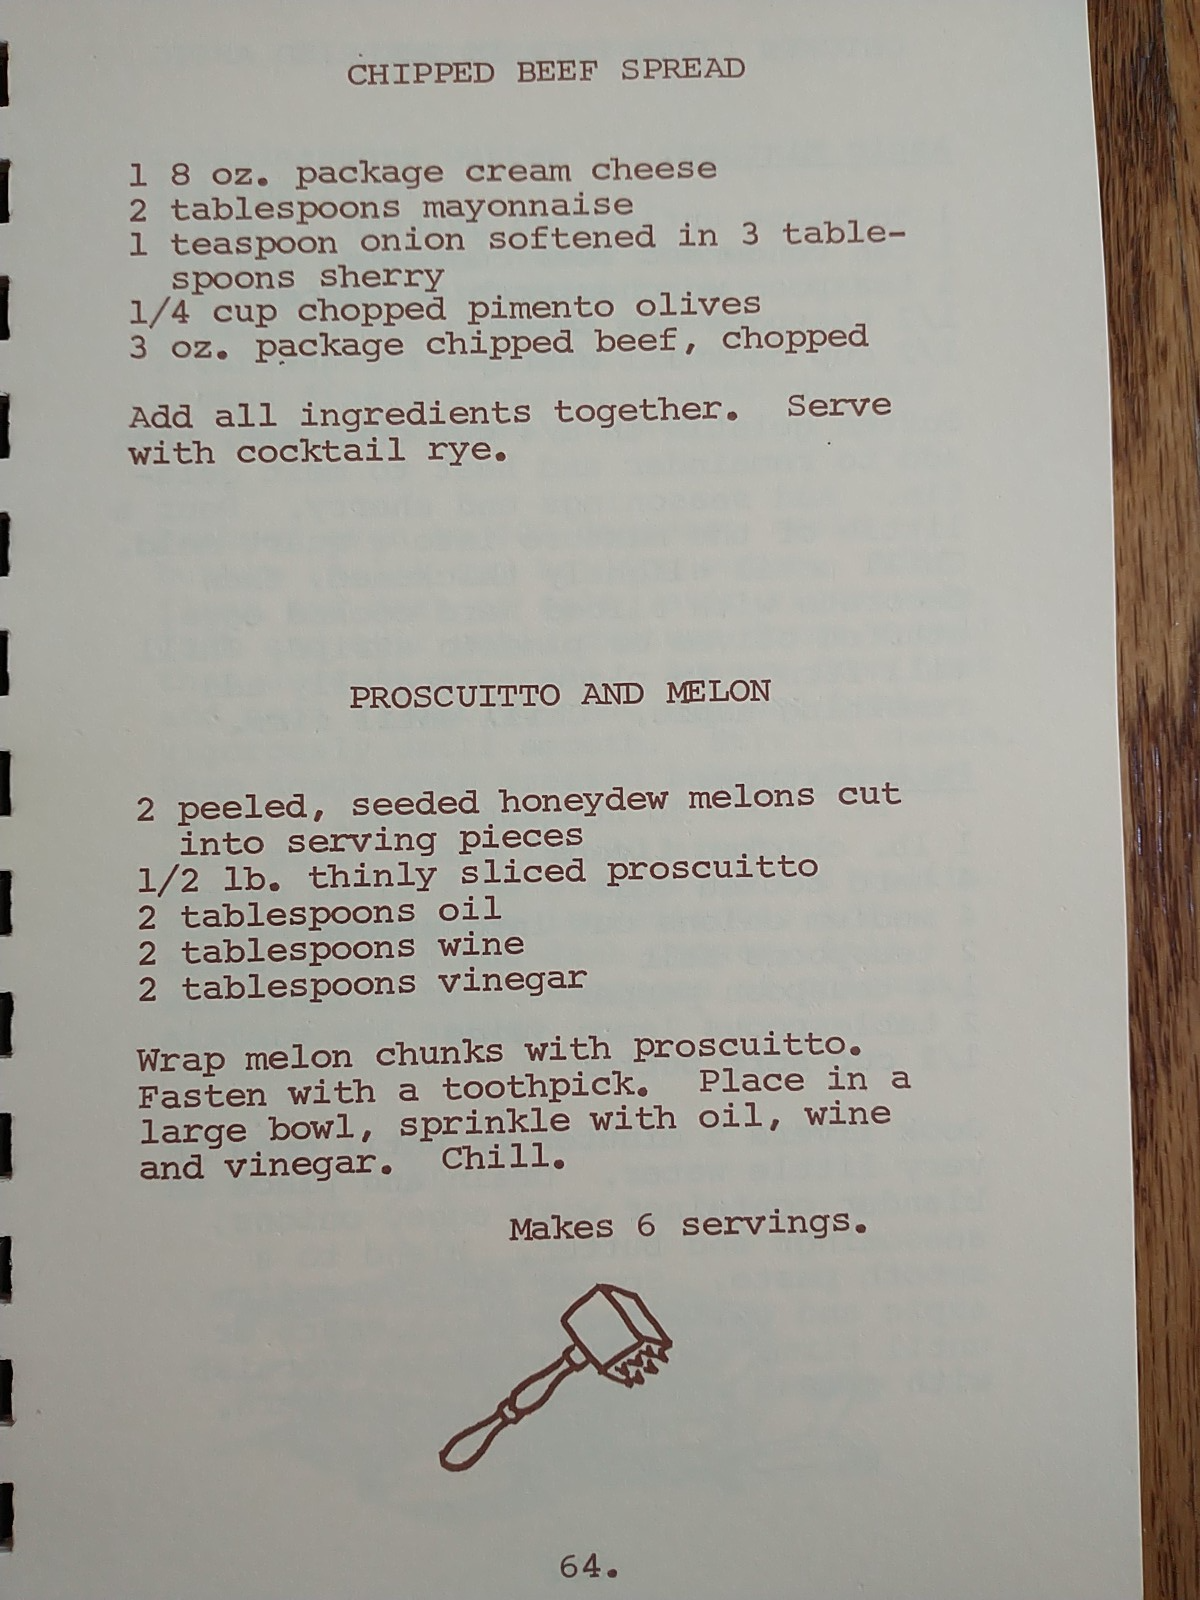 CHIPPED BEEF SPREAD
1 8 oz. package cream cheese
2 tablespoons mayonnaise
1 teaspoon onion softened in 3 table-
spoons sherry
1/4 cup chopped pimento olives
3 oz. package chipped beef, chopped
Add all ingredients together. Serve
with cocktail rye.
PROSCUITTO AND MELON
2 peeled, seeded honeydew melons cut
into serving pieces
1/2 lb. thinly sliced proscuitto
2 tablespoons oil
2 tablespoons wine
2 tablespoons vinegar
Wrap melon chunks with proscuitto.
Fasten with a toothpick. Place in a
large bowl, sprinkle with oil, wine
and vinegar. Chill.
Makes 6 servings.
64.